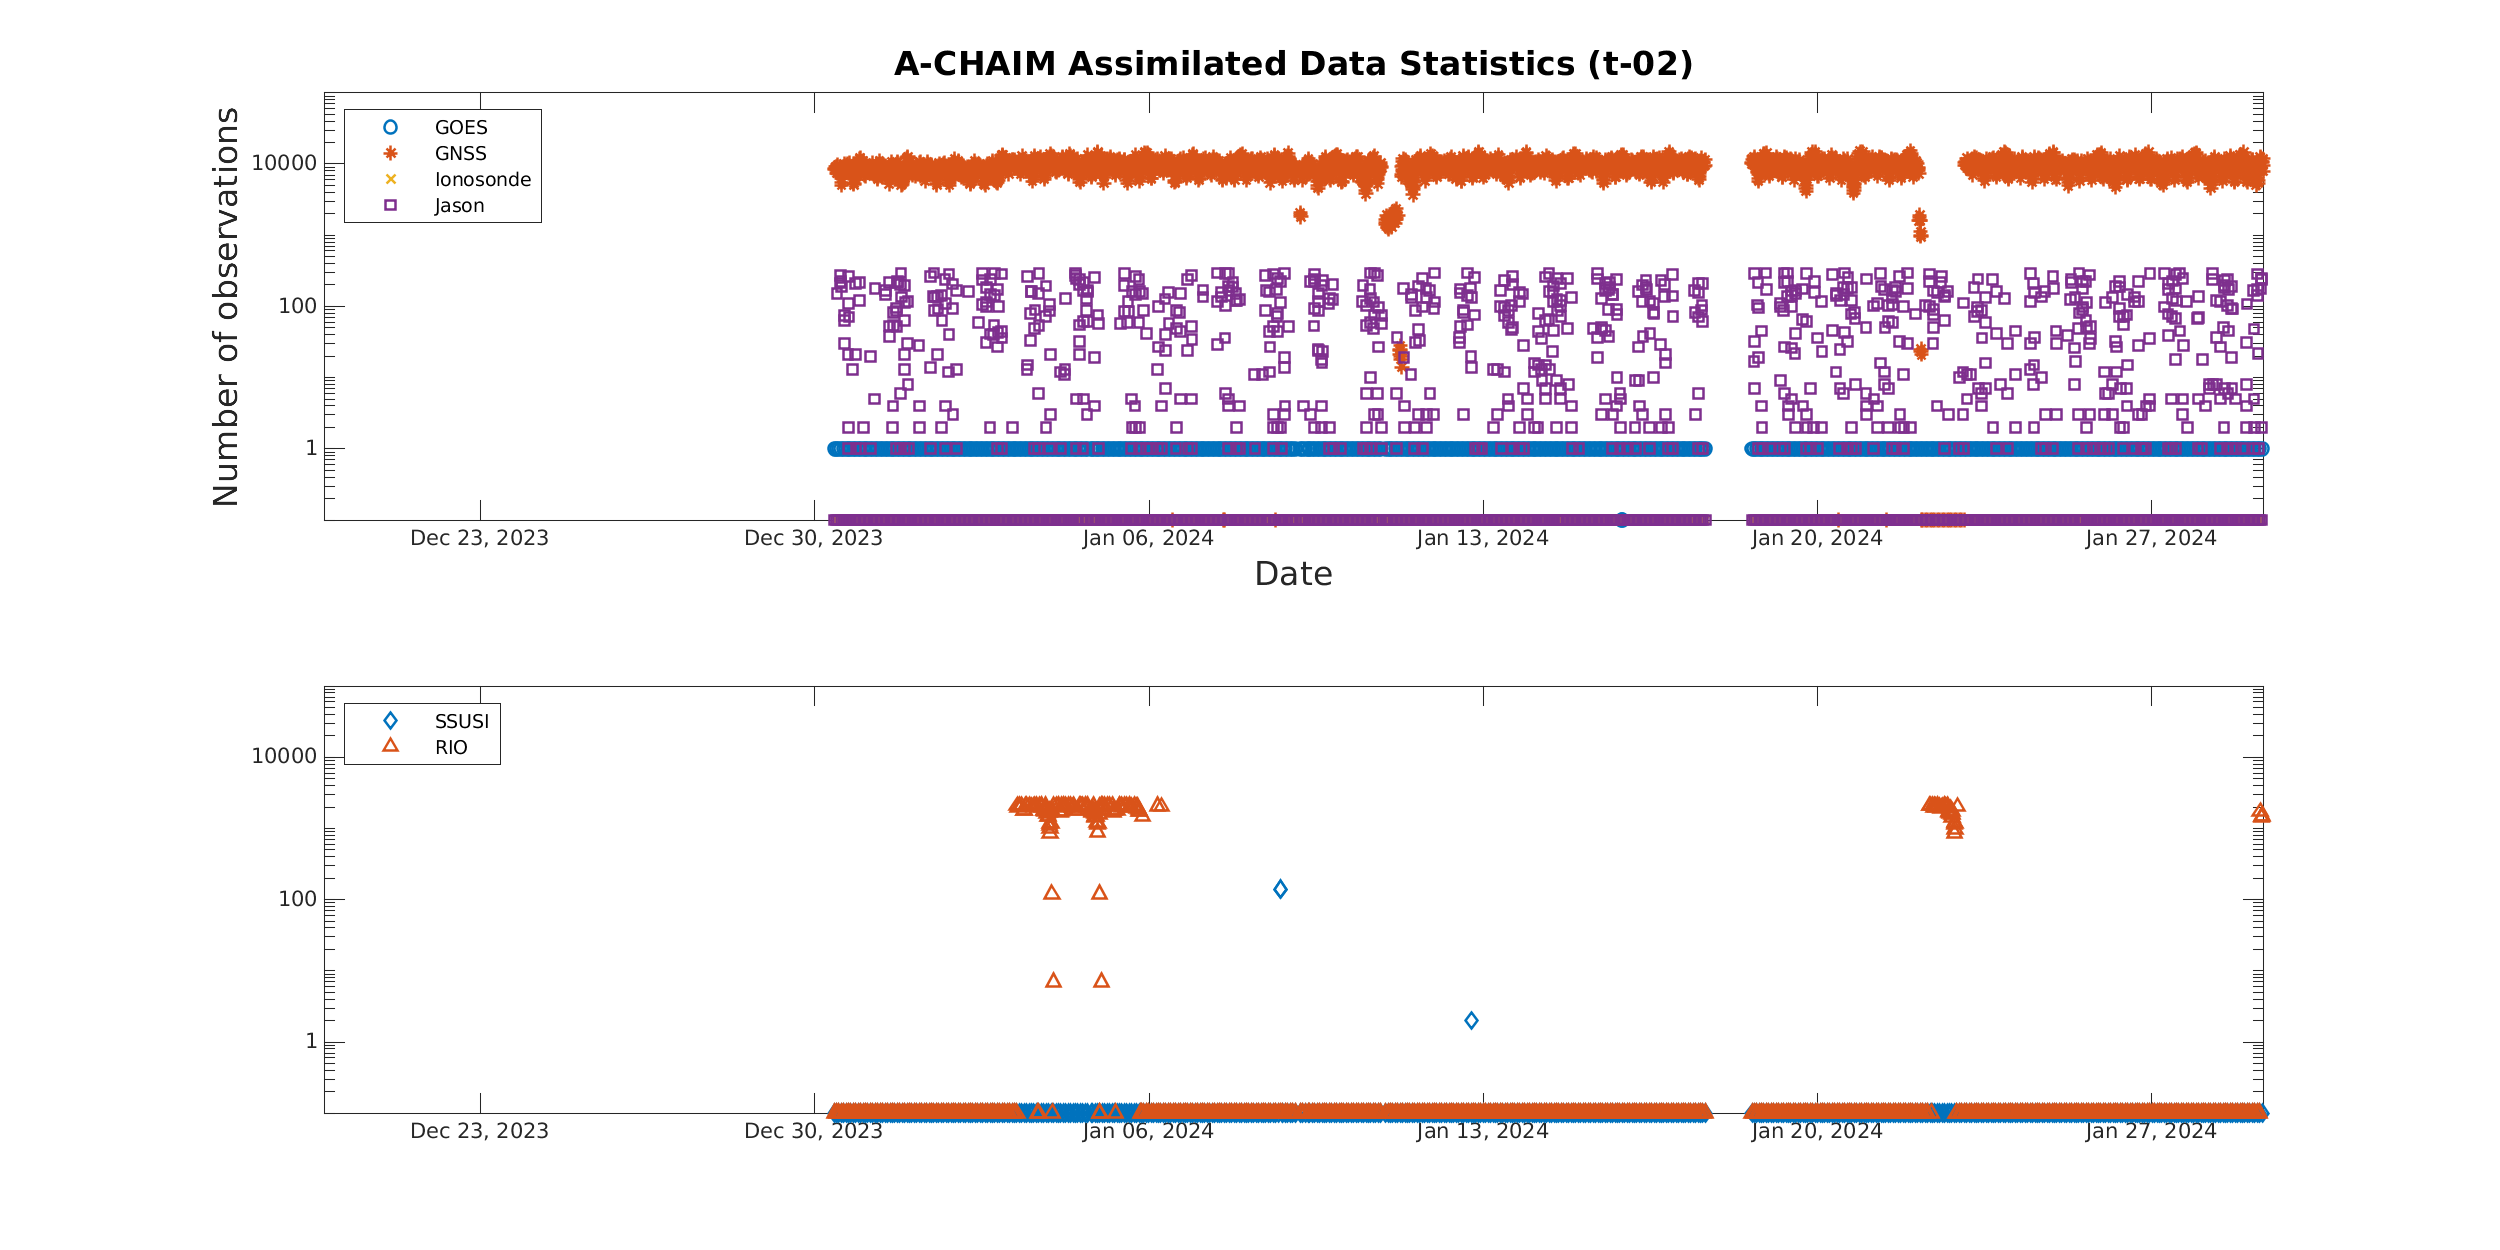 A-CHAIM Assimilated Data Statistics (t-02)
Number of observations
10000
100
1
GOES
GNSS
Ionosonde
Jason
Dec 23, 2023
Dec 30, 2023
Jan 06, 2024
Jan 13, 2024
Jan 20, 2024
Jan 27, 2024
Date
10000
100
1
SSUSI
RIO
Dec 23, 2023
Dec 30, 2023
Jan 06, 2024
Jan 13, 2024
Jan 20, 2024
Jan 27, 2024